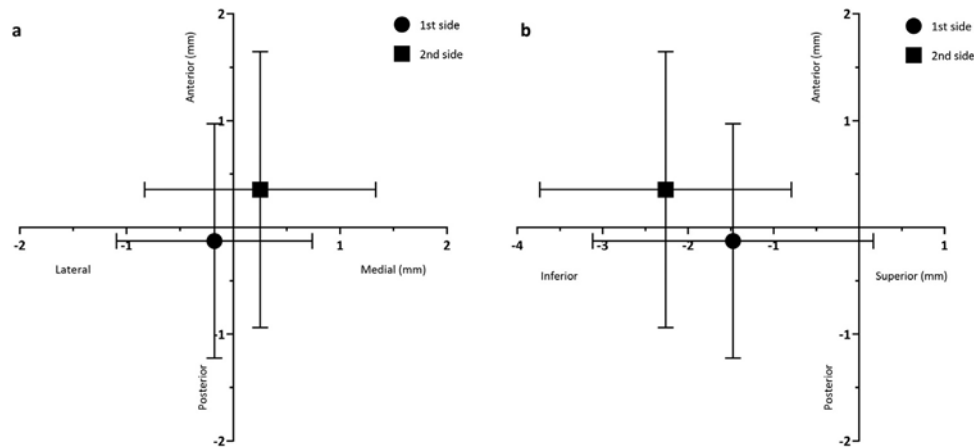 a
2
1st side
2nd side
Anterior (mm)
1
-2
-1
1
2
Lateral
Medial (mm)
-1
Posterior
-2
b
2
1st side
2nd side
Anterior (mm)
1
-4
-3
-2
-1
1
Inferior
Superior (mm)
-1
Posterior
-2